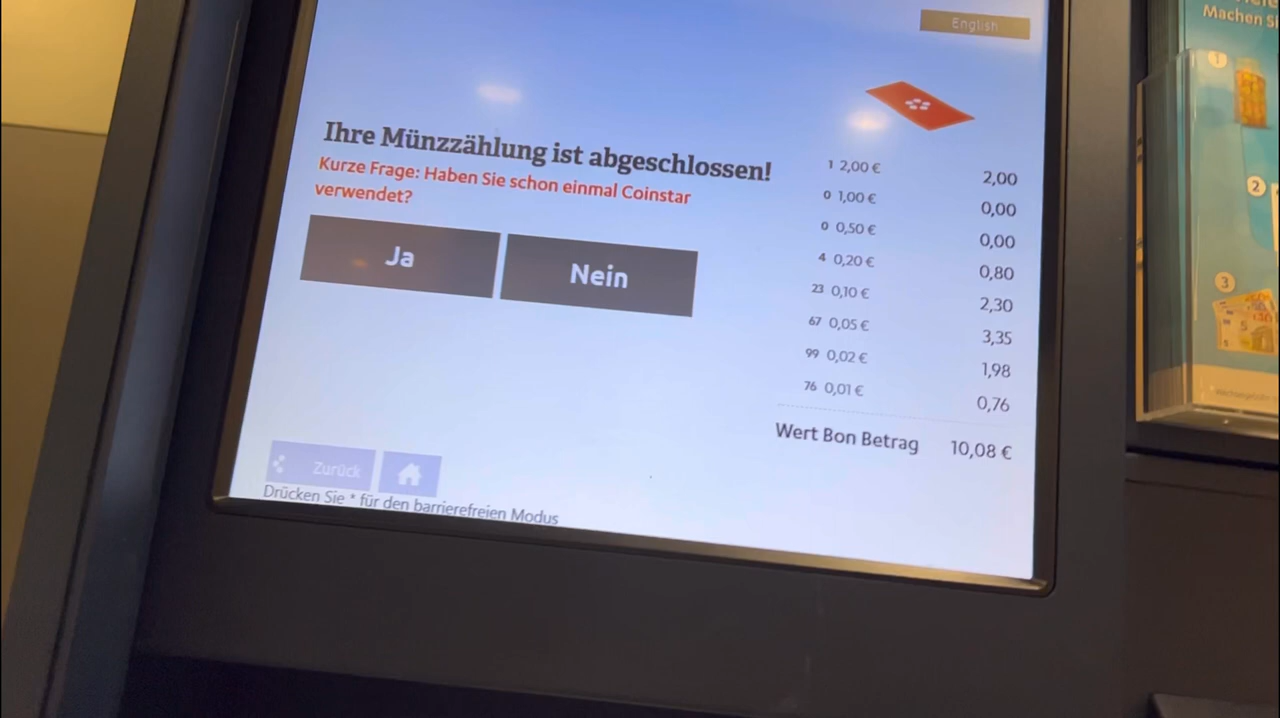 English
Ihre Münzzählung ist abgeschlossen!
Kurze Frage: Haben Sie schon einmal Coinstar
verwendet?
Ja
Nein
1 2,00 € 2,00
0 1,00 € 0,00
0 0,50 € 0,00
4 0,20 € 0,80
23 0,10 € 2,30
67 0,05 € 3,35
99 0,02 € 1,98
76 0,01 € 0,76
Wert Bon Betrag 10,08 €
Zurück
Drücken Sie * für den barrierefreien Modus
Machen
1
2
3